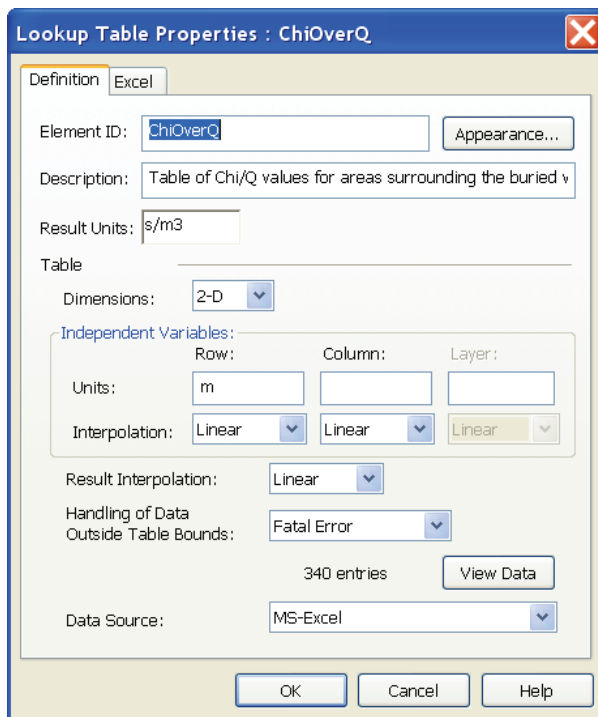 Lookup Table Properties : ChiOverQ
Definition Excel
Element ID: ChiOverQ Appearance...
Description: Table of Chi/Q values for areas surrounding the buried
Result Units: s/m3
Table
Dimensions: 2-D
Independent Variables:
Row: Column: Layer:
Units: m
Interpolation: Linear Linear Linear
Result Interpolation: Linear
Handling of Data
Outside Table Bounds: Fatal Error
340 entries View Data
Data Source: MS-Excel
OK Cancel Help